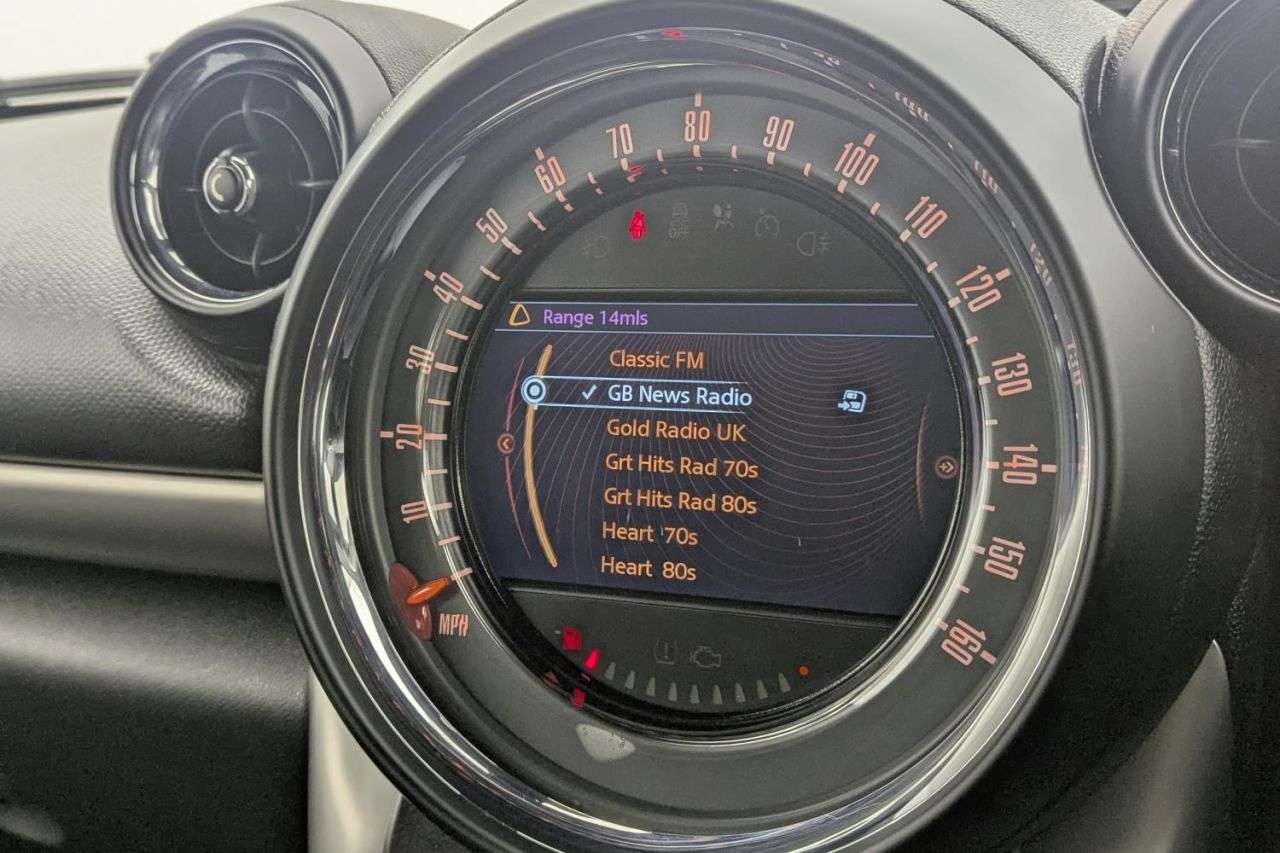 10
20
30
40
50
60
70
80
90
100
110
120
130
140
150
160
MPH
OFF
Range 14mls
Classic FM
GB News Radio
Gold Radio UK
Grt Hits Rad 70s
Grt Hits Rad 80s
Heart 70s
Heart 80s